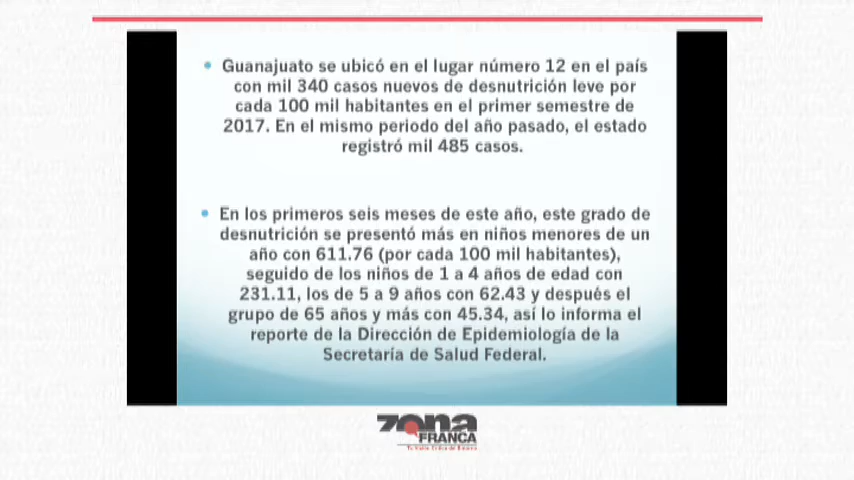 Guanajuato se ubicó en el lugar número 12 en el país
con mil 340 casos nuevos de desnutrición leve por
cada 100 mil habitantes en el primer semestre de
2017. En el mismo periodo del año pasado, el estado
registró mil 485 casos.
En los primeros seis meses de este año, este grado de
desnutrición se presentó más en niños menores de un
año con 611.76 (por cada 100 mil habitantes),
seguido de los niños de 1 a 4 años de edad con
231.11, los de 5 a 9 años con 62.43 y después el
grupo de 65 años y más con 45.34, así lo informa el
reporte de la Dirección de Epidemiología de la
Secretaría de Salud Federal.
ZONA
FRANCA